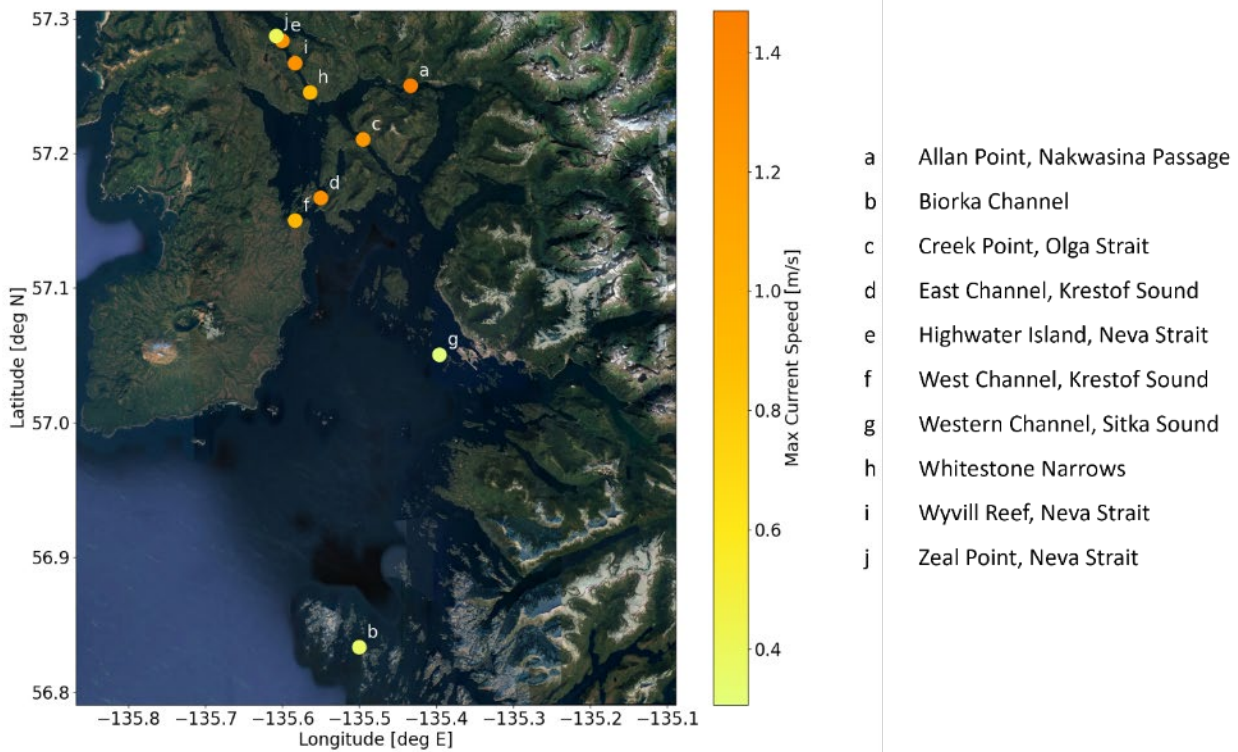 57.3
57.2
57.1
57.0
56.9
56.8
Latitude [deg N]
−135.8 −135.7 −135.6 −135.5 −135.4 −135.3 −135.2 −135.1
Longitude [deg E]
j e
i
h
a
c
d
f
g
b
1.4
1.2
1.0
0.8
0.6
0.4
Max Current Speed [m/s]
a Allan Point, Nakwasina Passage
b Biorka Channel
c Creek Point, Olga Strait
d East Channel, Krestof Sound
e Highwater Island, Neva Strait
f West Channel, Krestof Sound
g Western Channel, Sitka Sound
h Whitestone Narrows
i Wyvill Reef, Neva Strait
j Zeal Point, Neva Strait